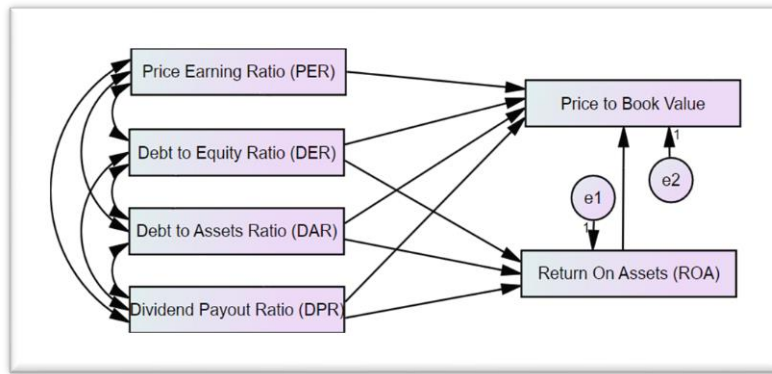 Price Earning Ratio (PER)
Price to Book Value
Debt to Equity Ratio (DER)
1
e2
e1
Debt to Assets Ratio (DAR)
1
Return On Assets (ROA)
Dividend Payout Ratio (DPR)